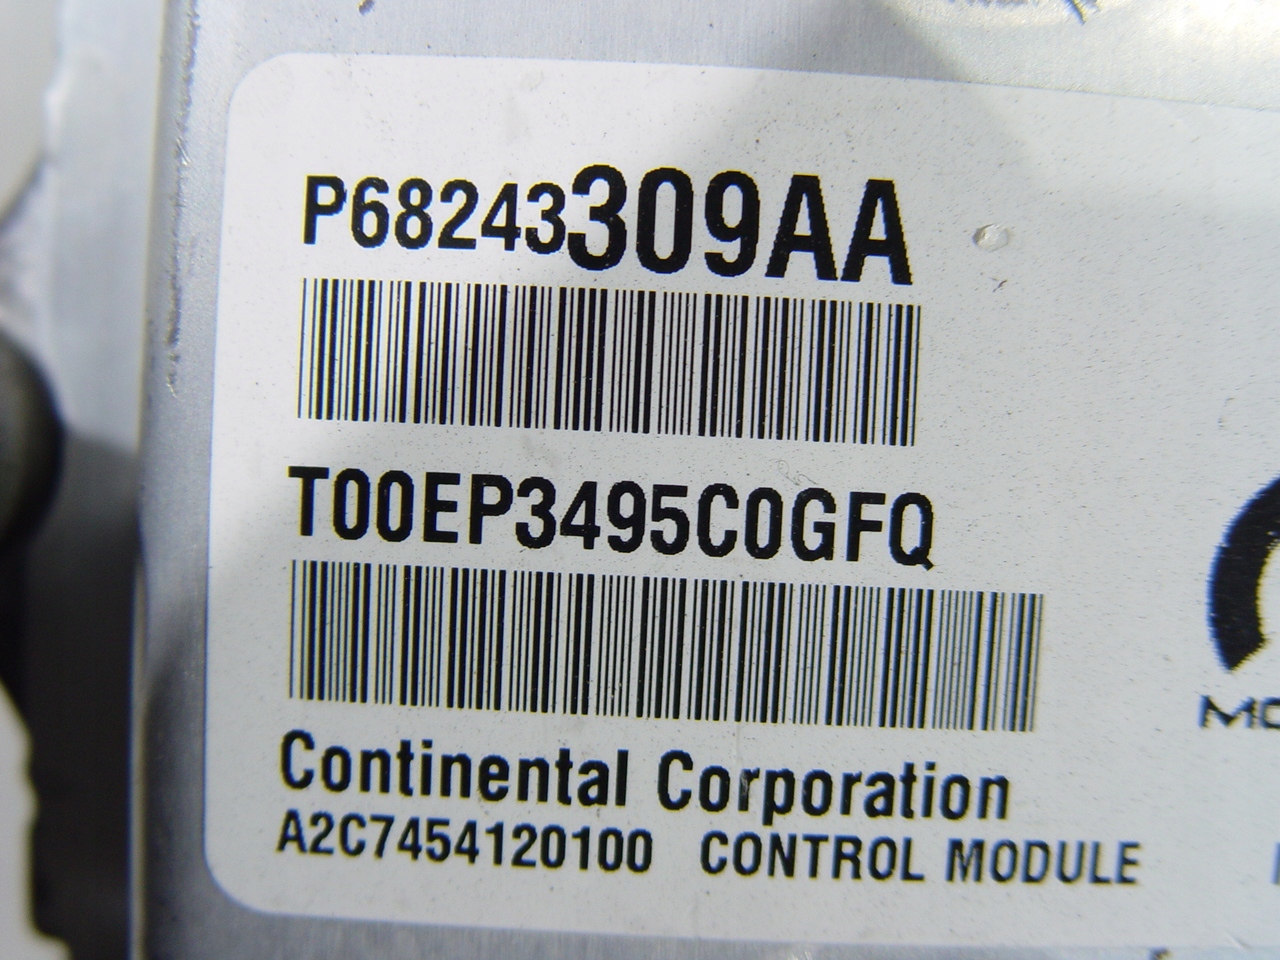 P68243309AA
T00EP3495C0GFQ
Continental Corporation
A2C7454120100 CONTROL MODULE